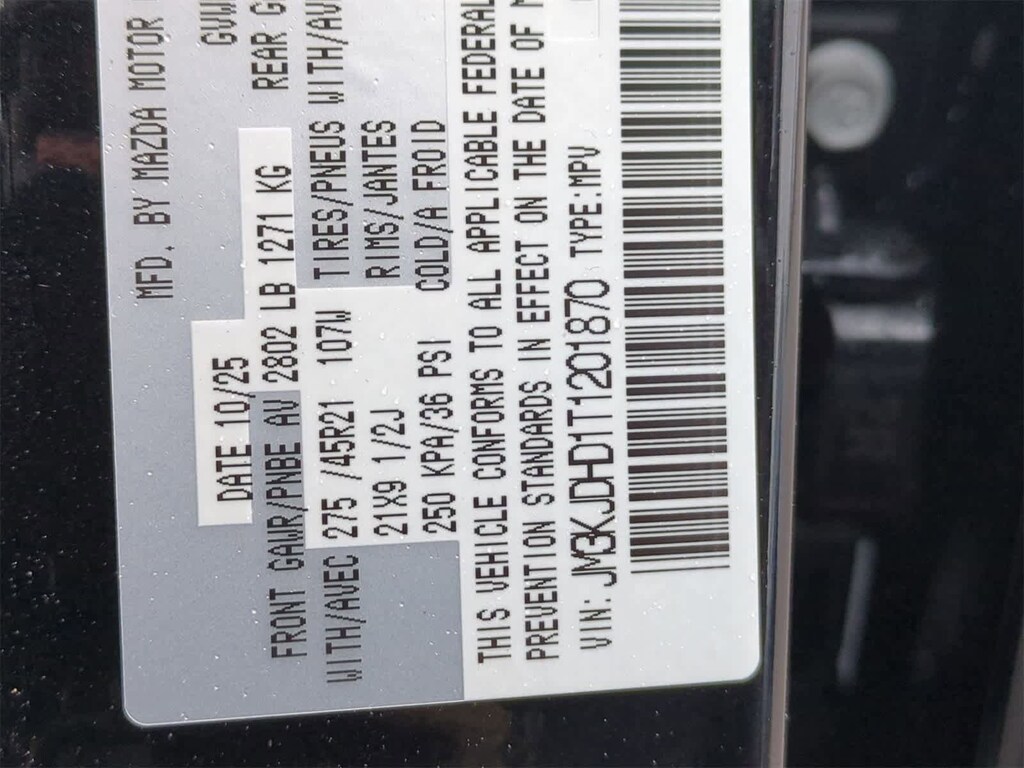 MFD. BY MAZDA MOTOR
DATE 10/25
GVWR
FRONT GAWR/PNBE AV 2802 LB 1271 KG
REAR
WITH/AVEC 275 /45R21 107W TIRES/PNEUS WITH/AV
21X9 1/2J RIMS/JANTES
250 KPA/36 PSI COLD/A FROID
THIS VEHICLE CONFORMS TO ALL APPLICABLE FEDERAL
PREVENTION STANDARDS IN EFFECT ON THE DATE OF M
VIN: JM3KJDHD1T1201870 TYPE:MPV